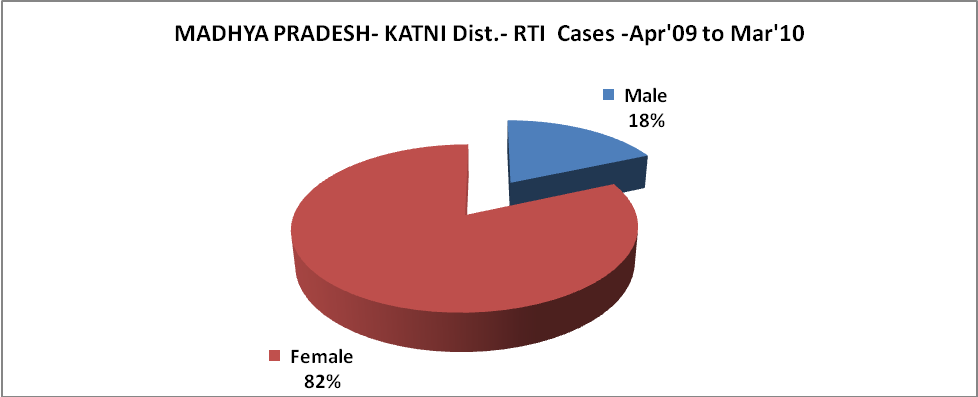 MADHYA PRADESH- KATNI Dist.- RTI  Cases -Apr'09 to Mar'10
Male
18%
Female
82%